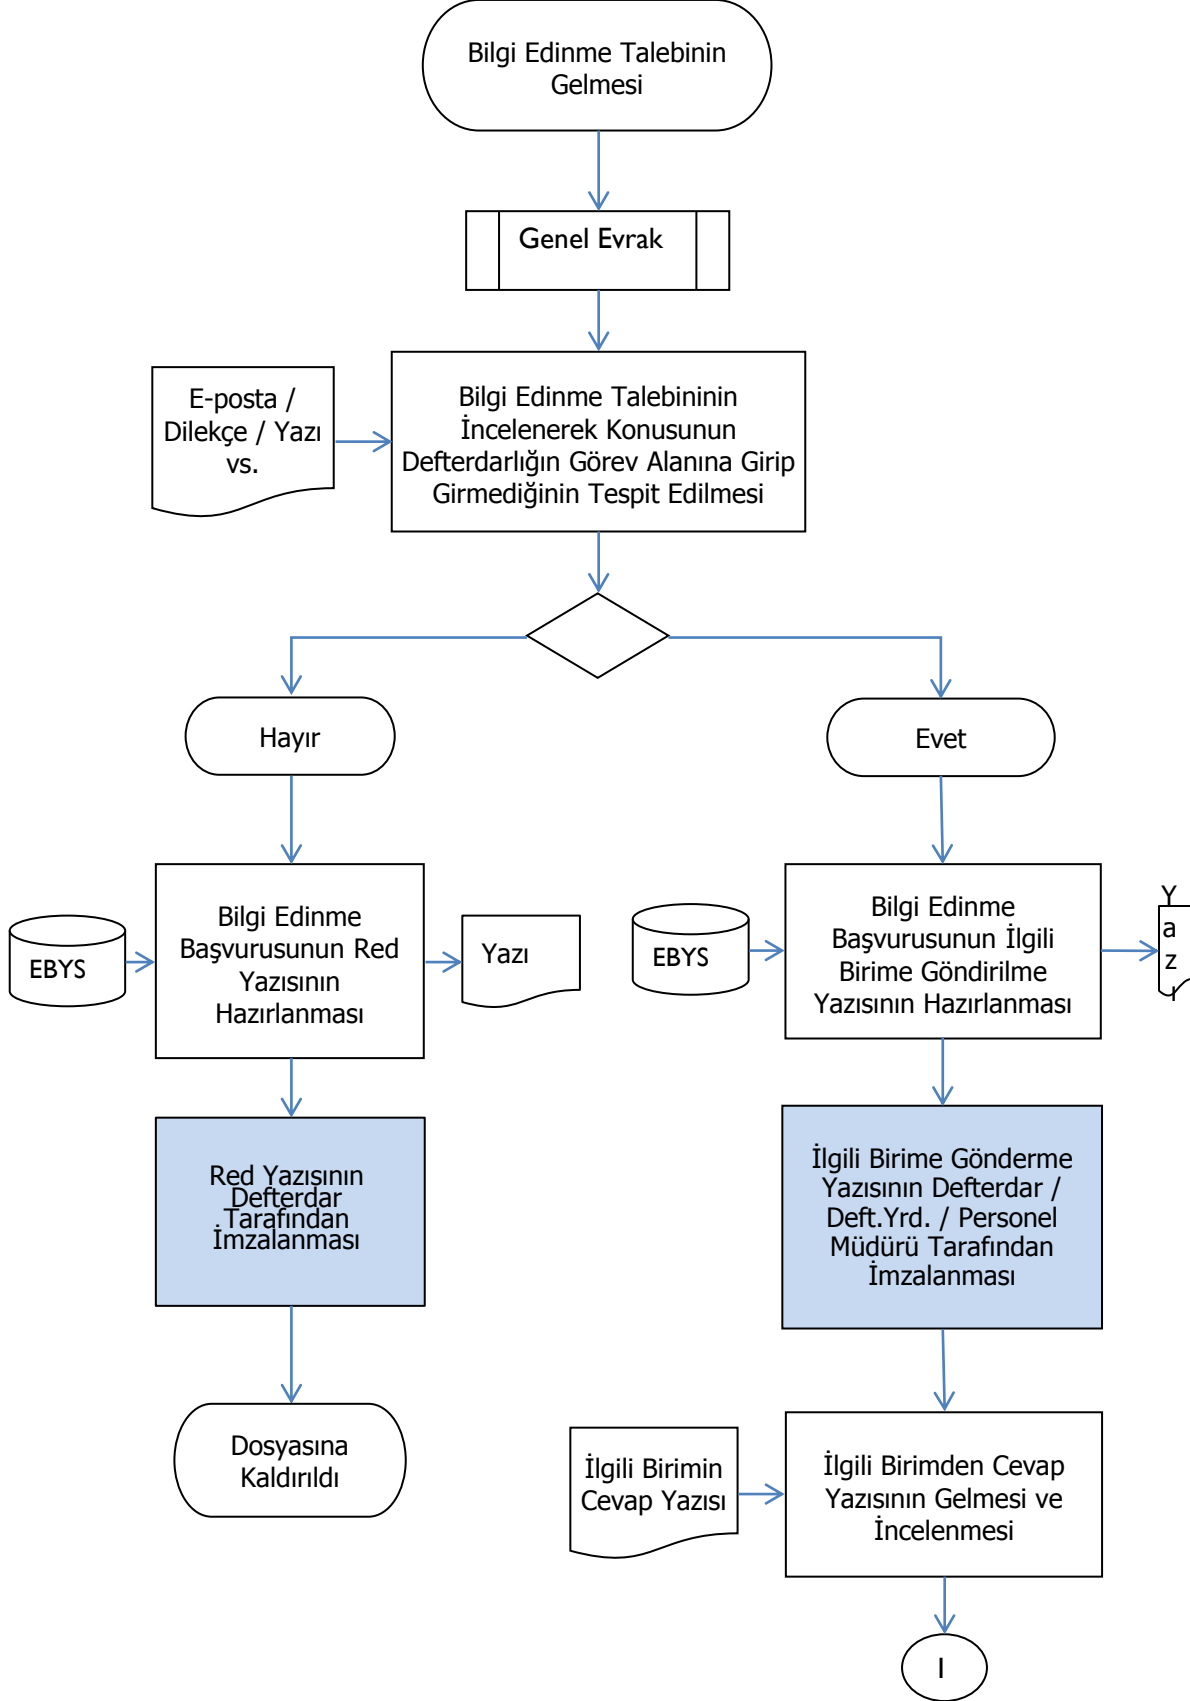 Bilgi Edinme Talebinin
Gelmesi
Genel Evrak
E-posta /
Dilekçe / Yazı
vs.
Bilgi Edinme Talebininin
İncelenerek Konusunun
Defterdarlığın Görev Alanına Girip
Girmediğinin Tespit Edilmesi
Hayır
Evet
EBYS
Bilgi Edinme
Başvurusunun Red
Yazısının
Hazırlanması
Yazı
EBYS
Bilgi Edinme
Başvurusunun İlgili
Birime Göndirilme
Yazısının Hazırlanması
Y
a
z
ı
Red Yazısının
Defterdar
Tarafından
İmzalanması
İlgili Birime Gönderme
Yazısının Defterdar /
Deft.Yrd. / Personel
Müdürü Tarafından
İmzalanması
Dosyasına
Kaldırıldı
İlgili Birimin
Cevap Yazısı
İlgili Birimden Cevap
Yazısının Gelmesi ve
İncelenmesi
I